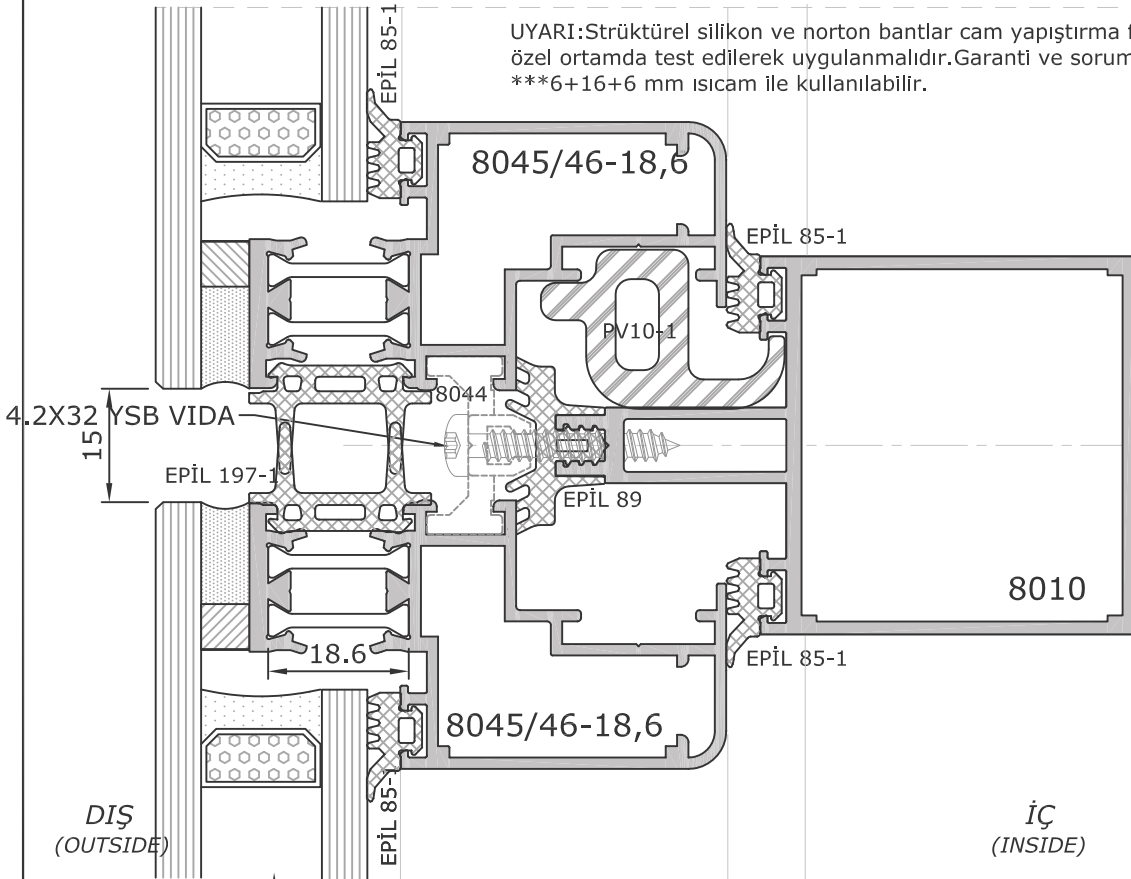 UYARI:Strüktürel silikon ve norton bantlar cam yapıştırma
özel ortamda test edilerek uygulanmalıdır.Garanti ve sorum
***6+16+6 mm ısıcam ile kullanılabilir.
EPİL 85-1
8045/46-18,6
EPİL 85-1
PV10-1
8044
4.2X32 YSB VIDA
15
EPİL 197-1
EPİL 89
8010
18.6
EPİL 85-1
8045/46-18,6
EPİL 85-1
DIŞ
(OUTSIDE)
İÇ
(INSIDE)